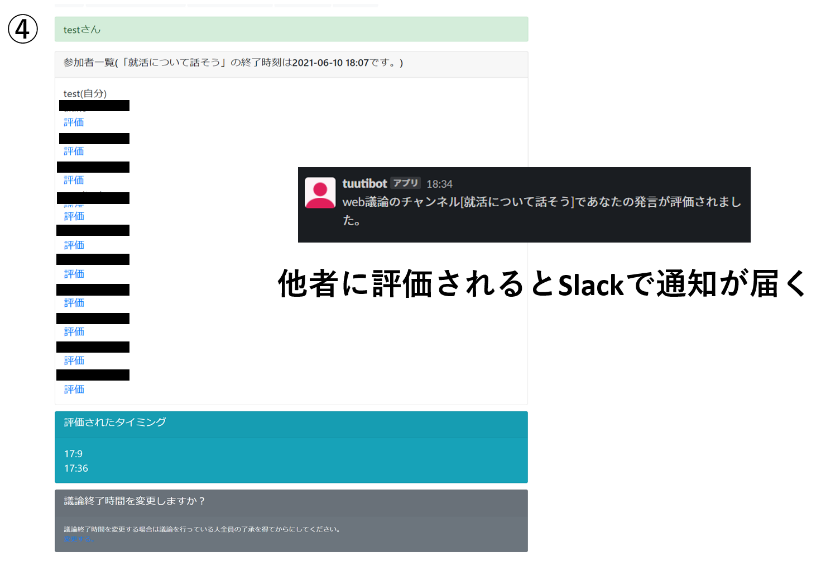 ④
testさん
参加者一覧(「就活について話そう」の終了時刻は2021-06-10 18:07です。)
test(自分)
評価
評価
評価
評価
評価
評価
評価
評価
評価
評価
tuutibot アプリ 18:34
web議論のチャンネル[就活について話そう]であなたの発言が評価されまし
た。
他者に評価されるとSlackで通知が届く
評価されたタイミング
17:9
17:36
議論終了時間を変更しますか？
議論終了時間を変更する場合は議論を行っている人全員の了承を得てからにしてください。